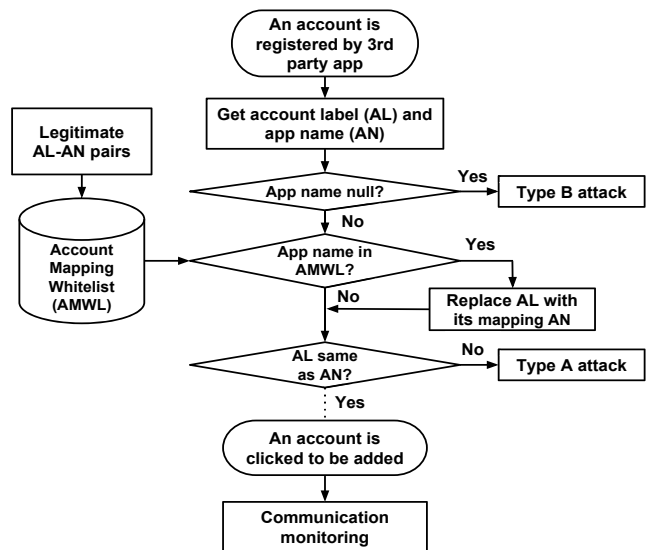 An account is
registered by 3rd
party app
Get account label (AL) and
app name (AN)
Legitimate
AL-AN pairs
App name null?
Yes
Type B attack
No
Account
Mapping
Whitelist
(AMWL)
App name in
AMWL?
Yes
No
Replace AL with
its mapping AN
AL same
as AN?
No
Type A attack
Yes
An account is
clicked to be added
Communication
monitoring